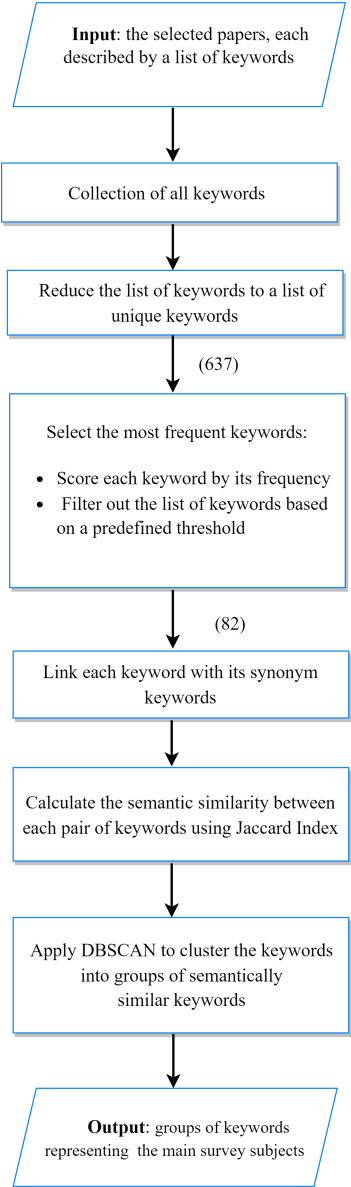 Input: the selected papers, each
described by a list of keywords
Collection of all keywords
Reduce the list of keywords to a list of
unique keywords
(637)
Select the most frequent keywords:
• Score each keyword by its frequency
• Filter out the list of keywords based
on a predefined threshold
(82)
Link each keyword with its synonym
keywords
Calculate the semantic similarity between
each pair of keywords using Jaccard Index
Apply DBSCAN to cluster the keywords
into groups of semantically
similar keywords
Output: groups of keywords
representing the main survey subjects